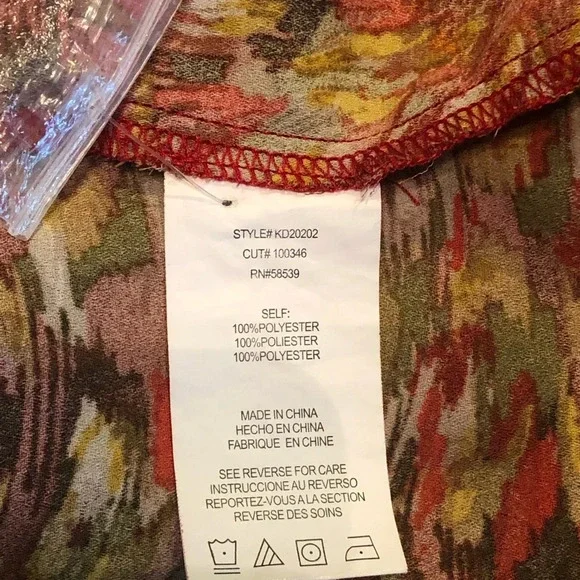 STYLE# KD20202
CUT# 100346
RN#58539
SELF:
100%POLYESTER
100%POLIESTER
100%POLYESTER
MADE IN CHINA
HECHO EN CHINA
FABRIQUE EN CHINE
SEE REVERSE FOR CARE
INSTRUCCIONE AU REVERSO
REPORTEZ-VOUS A LA SECTION
REVERSE DES SOINS